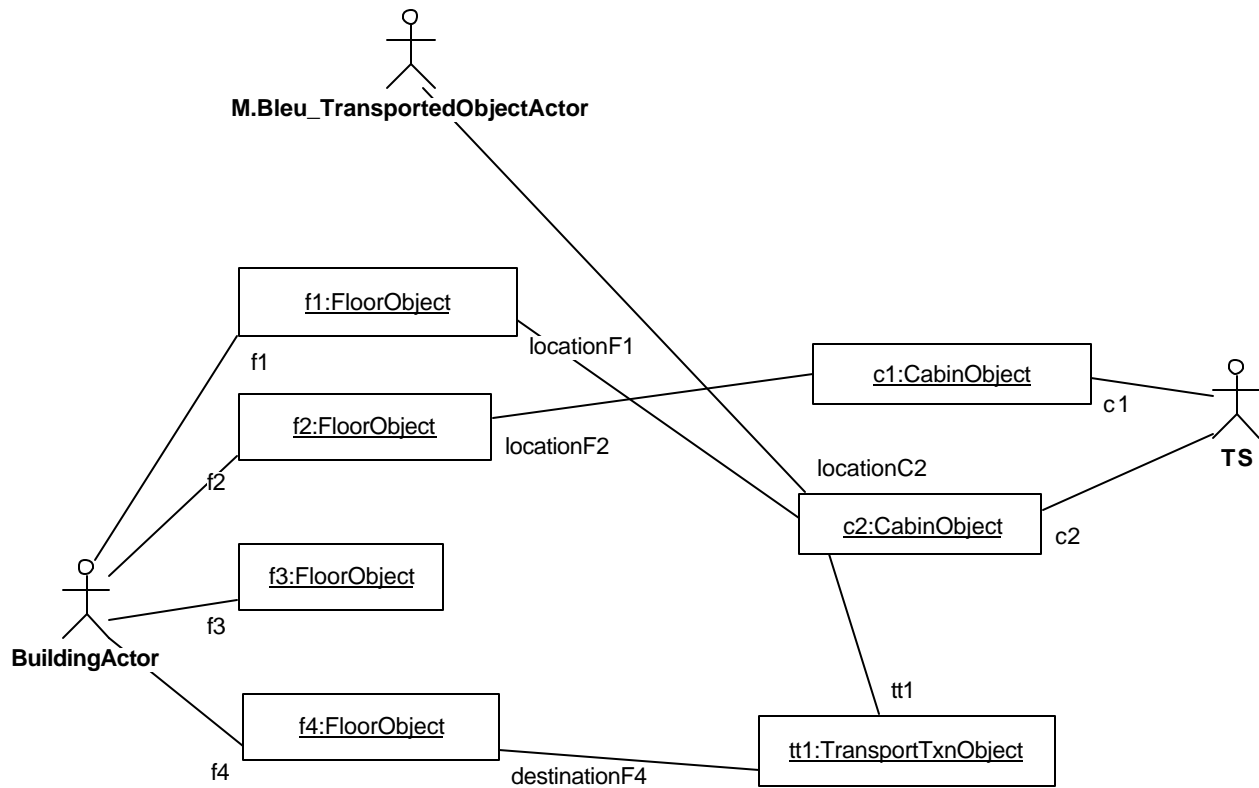 M.Bleu_TransportedObjectActor
f1:FloorObject
f1
locationF1
c1:CabinObject
c1
f2:FloorObject
locationF2
f2
TS
locationC2
c2:CabinObject
c2
f3:FloorObject
f3
BuildingActor
tt1
f4:FloorObject
f4
destinationF4
tt1:TransportTxnObject